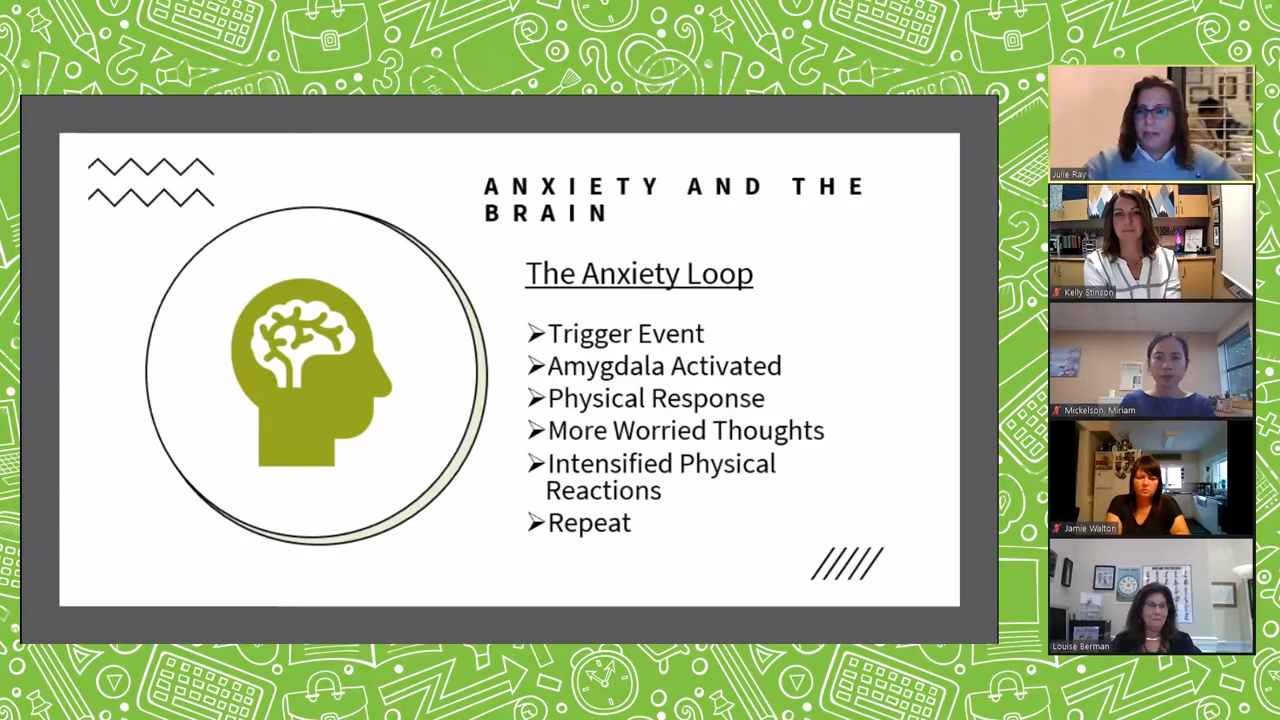 ANXIETY AND THE
BRAIN
The Anxiety Loop
➢Trigger Event
➢Amygdala Activated
➢Physical Response
➢More Worried Thoughts
➢Intensified Physical
Reactions
➢Repeat
Julie Ray
Kelly Stinson
Mickelson, Miriam
Jamie Walton
Louise Berman